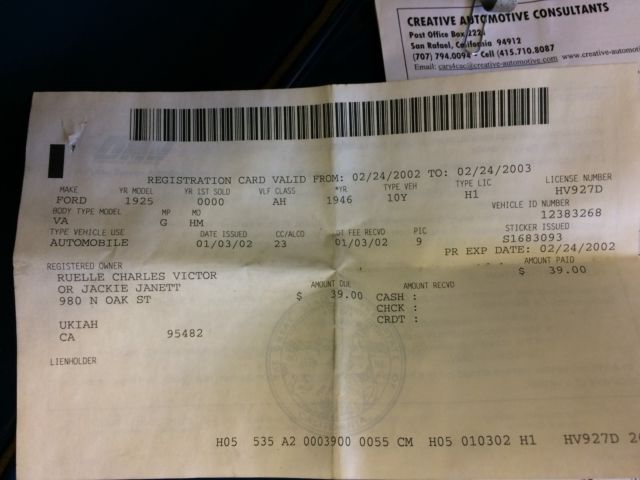 CREATIVE AUTOMOTIVE CONSULTANTS
Post Office Box 2221
San Rafael, California 94912
(707) 794.0094 - Cell (415.710.8087
Email: cars4cac@creative-automotive.com www.creative-automo
REGISTRATION CARD VALID FROM: 02/24/2002 TO: 02/24/2003
MAKE YR MODEL YR 1ST SOLD VLF CLASS *YR TYPE VEH TYPE LIC LICENSE NUMBER
FORD 1925 0000 AH 1946 10Y H1 HV927D
BODY TYPE MODEL MP MO VEHICLE ID NUMBER
VA G HM 12383268
TYPE VEHICLE USE DATE ISSUED CC/ALCO DT FEE RECVD PIC STICKER ISSUED
AUTOMOBILE 01/03/02 23 01/03/02 9 S1683093
PR EXP DATE: 02/24/2002
REGISTERED OWNER AMOUNT DUE AMOUNT RECVD AMOUNT PAID
RUELLE CHARLES VICTOR $ 39.00 $ 39.00
OR JACKIE JANETT CASH :
980 N OAK ST CHCK :
CRDT :
UKIAH
CA 95482
LIENHOLDER
H05 535 A2 0003900 0055 CM H05 010302 H1 HV927D 20